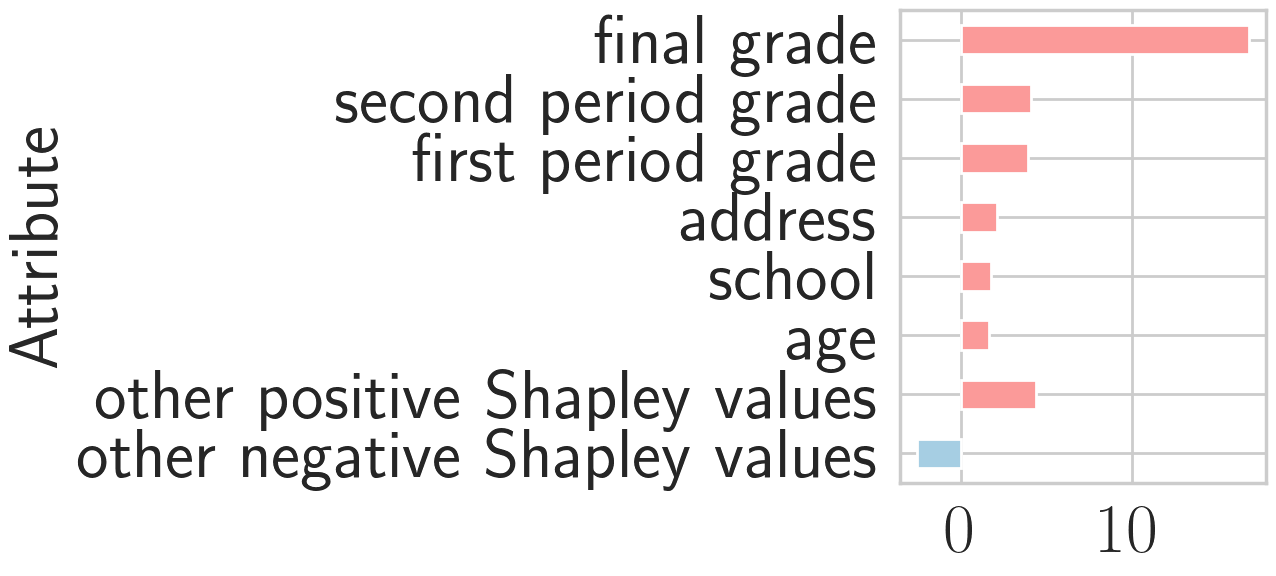 Attribute
final grade
second period grade
first period grade
address
school
age
other positive Shapley values
other negative Shapley values
0 10